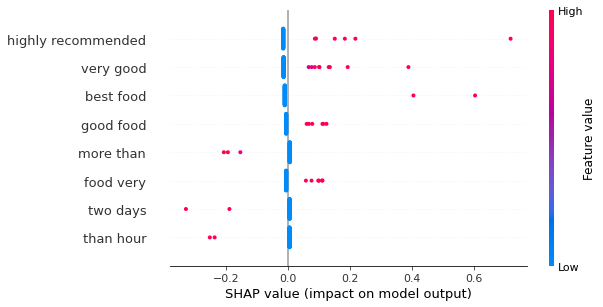 High
highly recommended
very good
best food
good food
more than
food very
two days
than hour
Feature value
Low
−0.2 0.0 0.2 0.4 0.6
SHAP value (impact on model output)